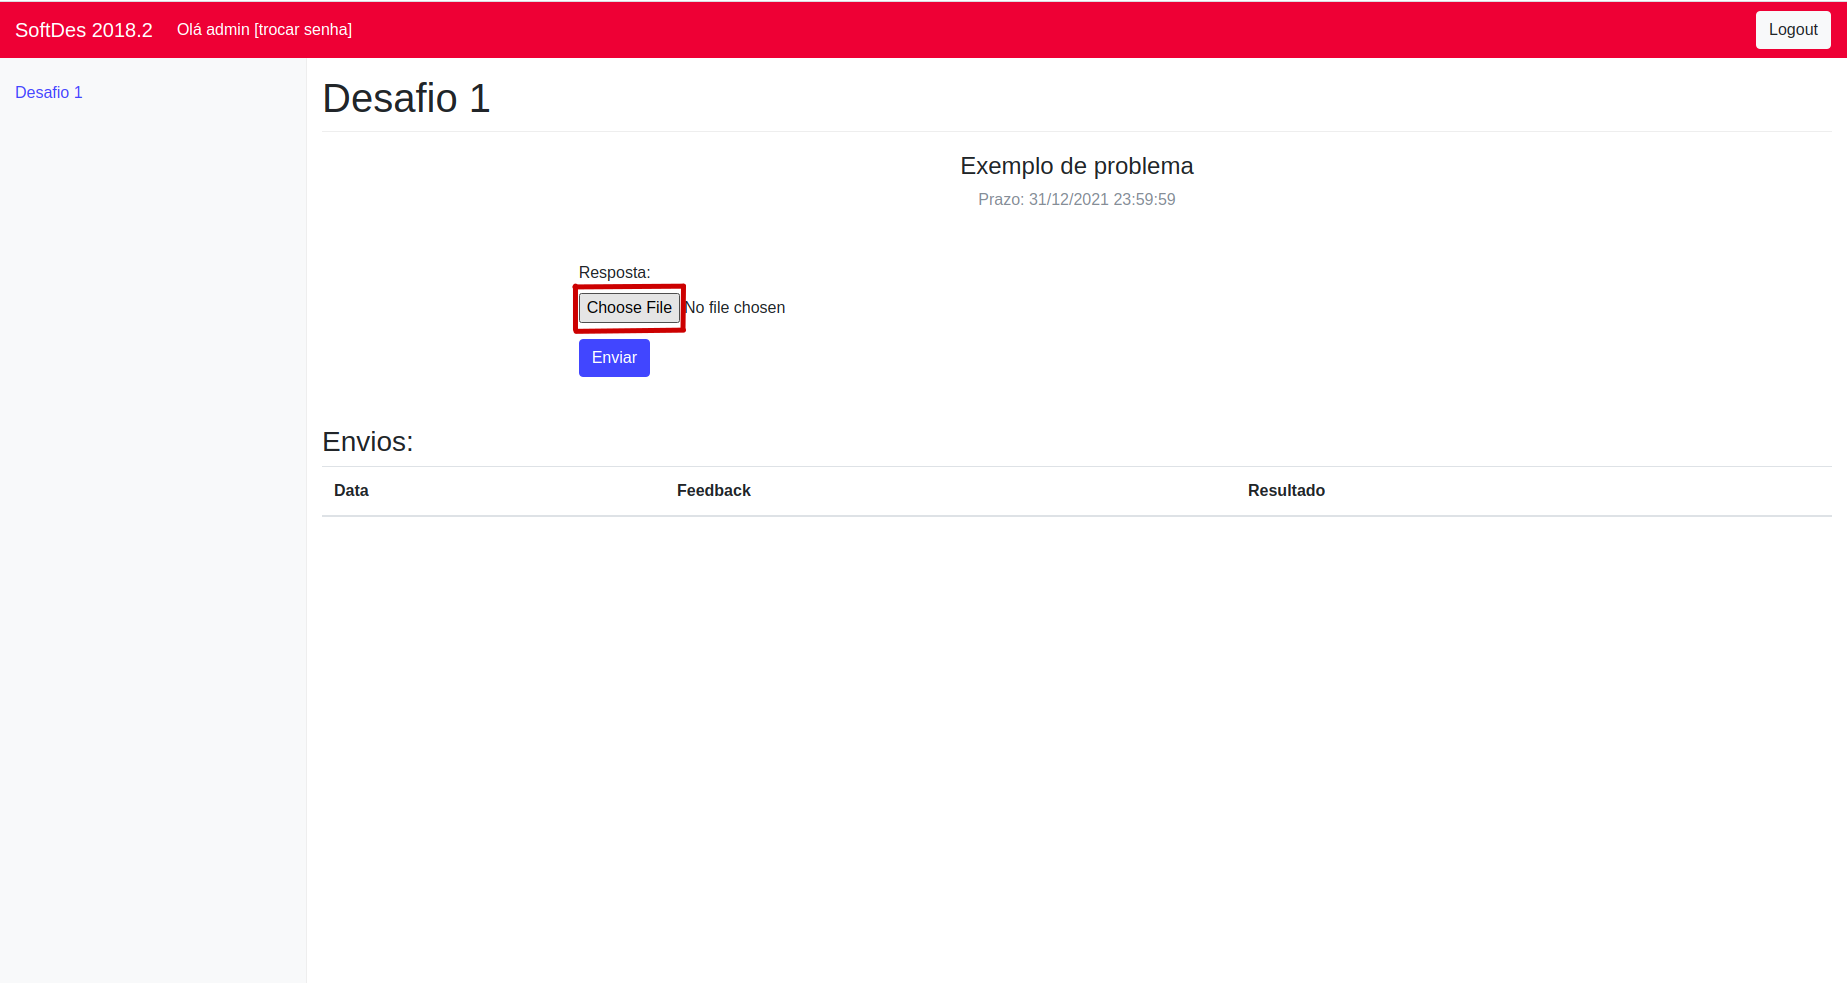 SoftDes 2018.2 Olá admin [trocar senha] Logout
Desafio 1
Desafio 1
Exemplo de problema
Prazo: 31/12/2021 23:59:59
Resposta:
Choose File No file chosen
Enviar
Envios:
Data Feedback Resultado